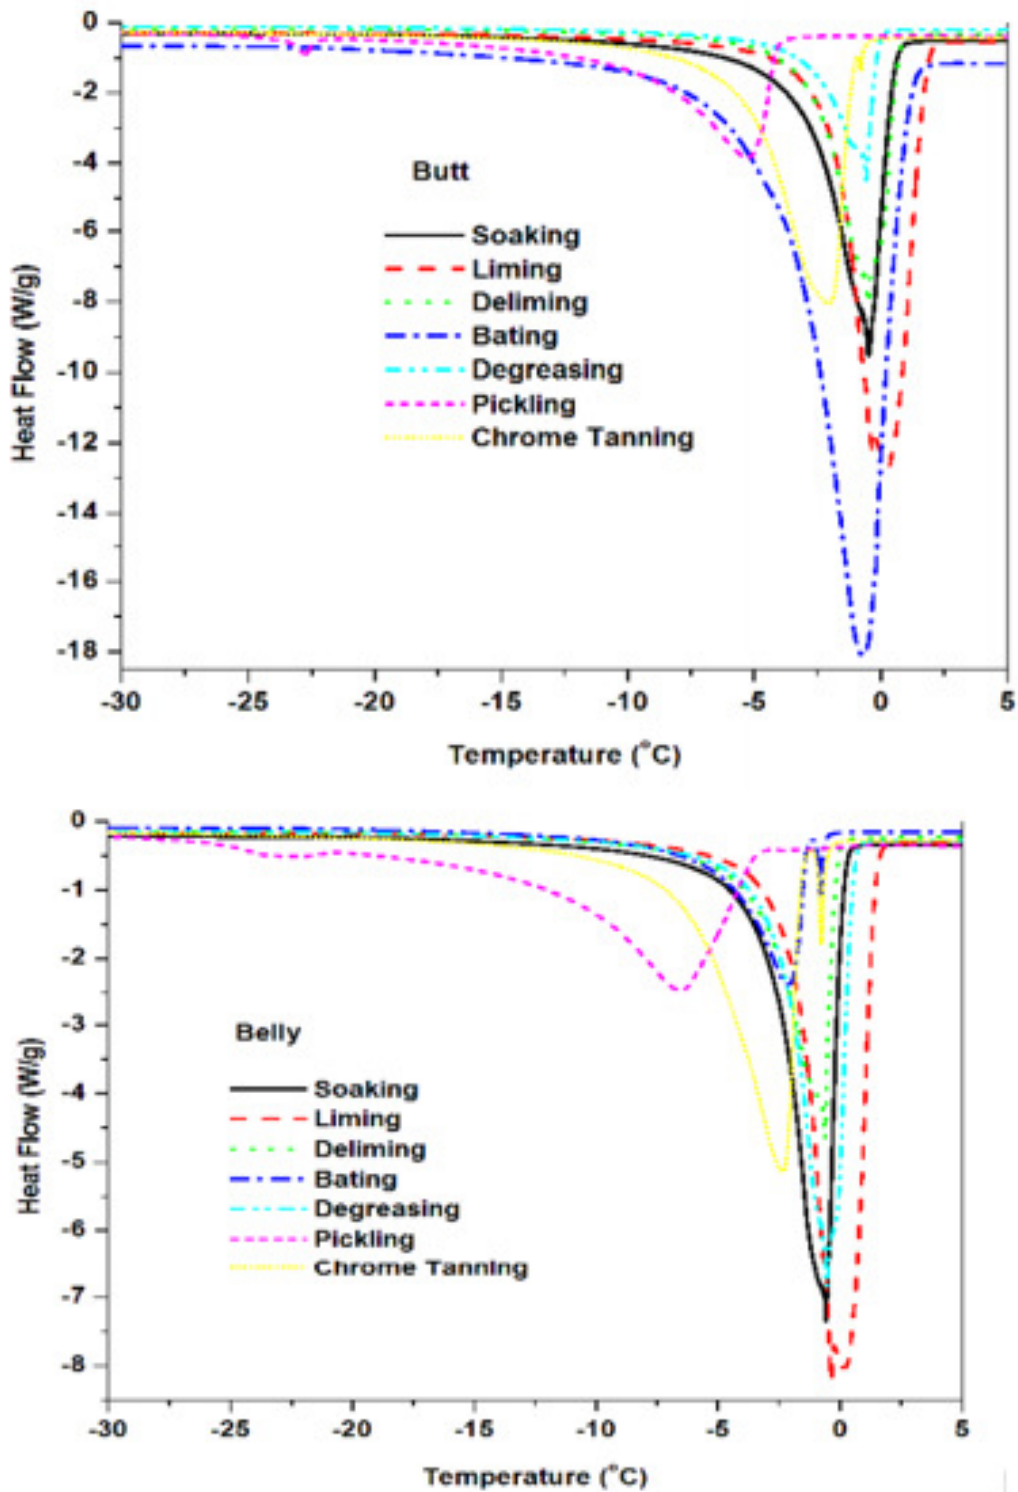 0
-2
-4
-6
-8
-10
-12
-14
-16
-18
Heat Flow (W/g)
Butt
Soaking
Liming
Deliming
Bating
Degreasing
Pickling
Chrome Tanning
-30 -25 -20 -15 -10 -5 0 5
Temperature (°C)
0
-1
-2
-3
-4
-5
-6
-7
-8
Heat Flow (W/g)
Belly
Soaking
Liming
Deliming
Bating
Degreasing
Pickling
Chrome Tanning
-30 -25 -20 -15 -10 -5 0 5
Temperature (°C)